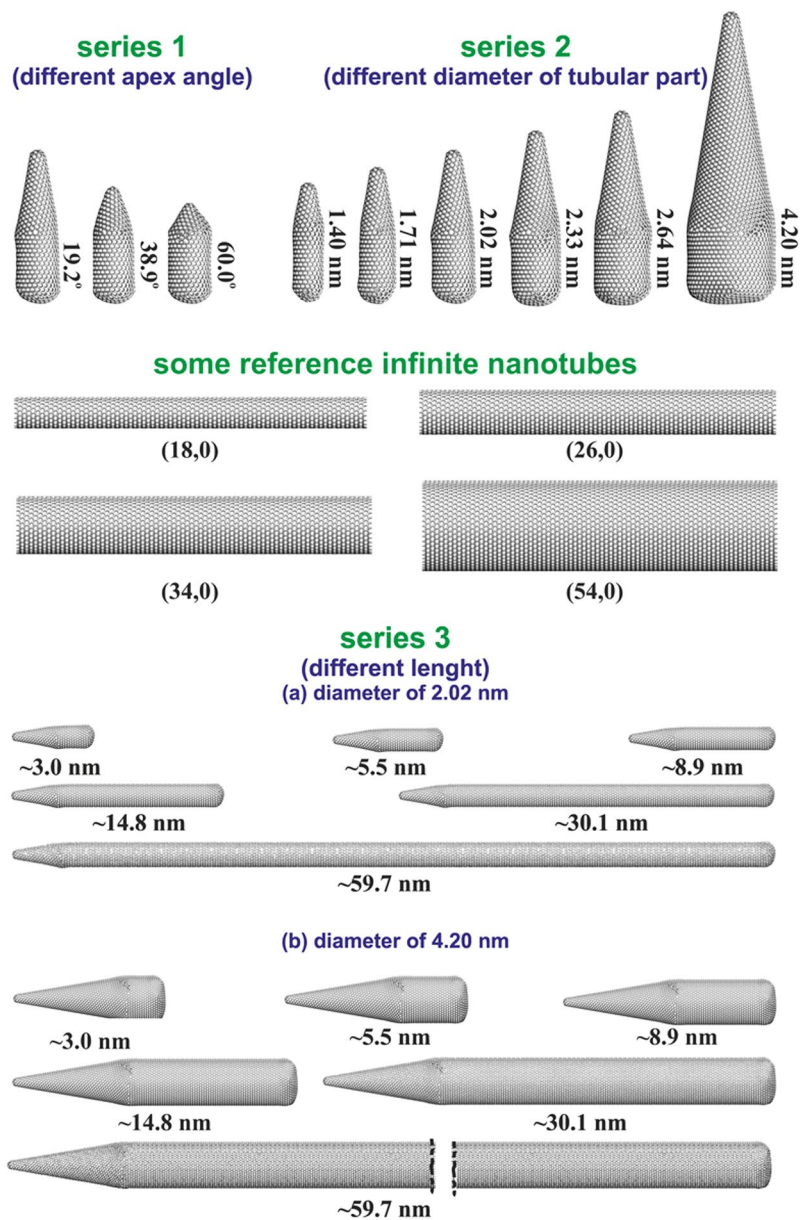 series 1
(different apex angle)
series 2
(different diameter of tubular part)
19.2°
38.9°
60.0°
1.40 nm
1.71 nm
2.02 nm
2.33 nm
2.64 nm
4.20 nm
some reference infinite nanotubes
(18,0)
(26,0)
(34,0)
(54,0)
series 3
(different lenght)
(a) diameter of 2.02 nm
~3.0 nm
~5.5 nm
~8.9 nm
~14.8 nm
~30.1 nm
~59.7 nm
(b) diameter of 4.20 nm
~3.0 nm
~5.5 nm
~8.9 nm
~14.8 nm
~30.1 nm
~59.7 nm